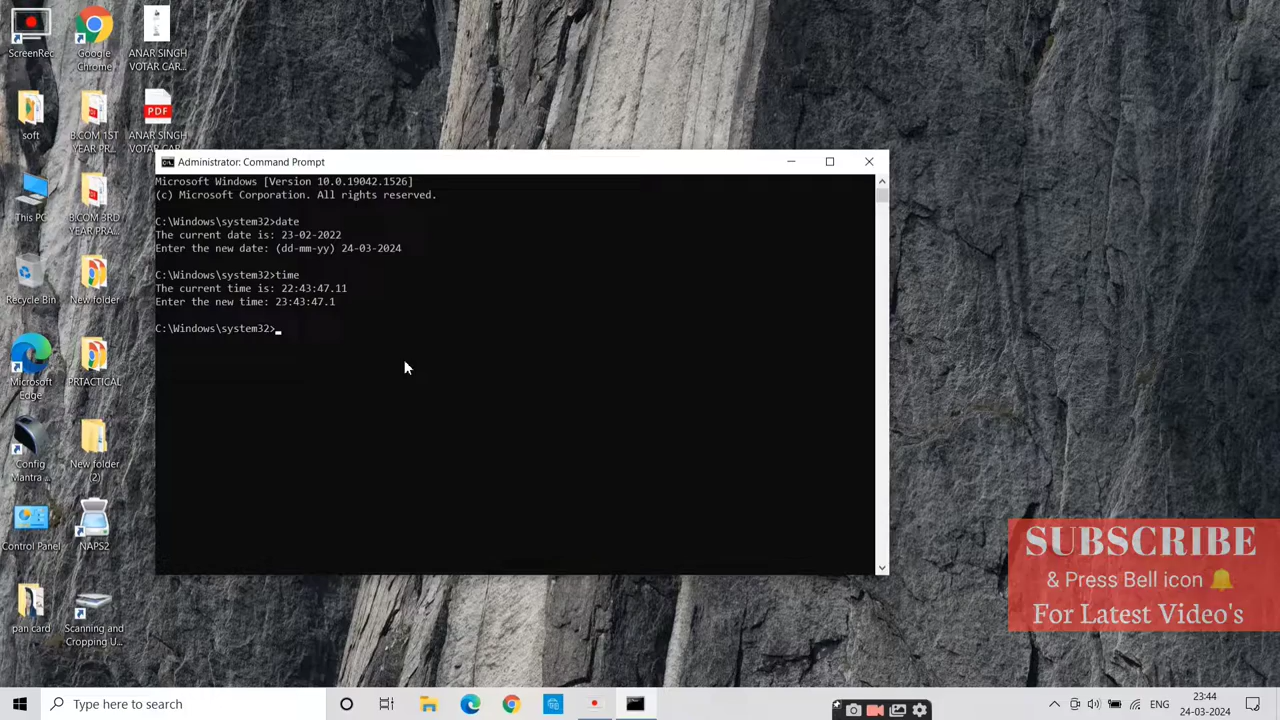 ScreenRec
Google
Chrome
ANAR SINGH
VOTAR CAR...
soft
B.COM 1ST
YEAR PR...
PDF
ANAR SINGH
VOTAR CAR...
This PC
B.COM 3RD
YEAR PRA...
Recycle Bin
New folder
Microsoft
Edge
PRTACTICAL
Config
Mantra ...
New folder
(2)
Control Panel
NAPS2
pan card
Scanning and
Cropping U...
Administrator: Command Prompt
Microsoft Windows [Version 10.0.19042.1526]
(c) Microsoft Corporation. All rights reserved.
C:\Windows\system32>date
The current date is: 23-02-2022
Enter the new date: (dd-mm-yy) 24-03-2024
C:\Windows\system32>time
The current time is: 22:43:47.11
Enter the new time: 23:43:47.1
C:\Windows\system32>
SUBSCRIBE
& Press Bell icon 🔔
For Latest Video's
Type here to search
ENG
23:44
24-03-2024